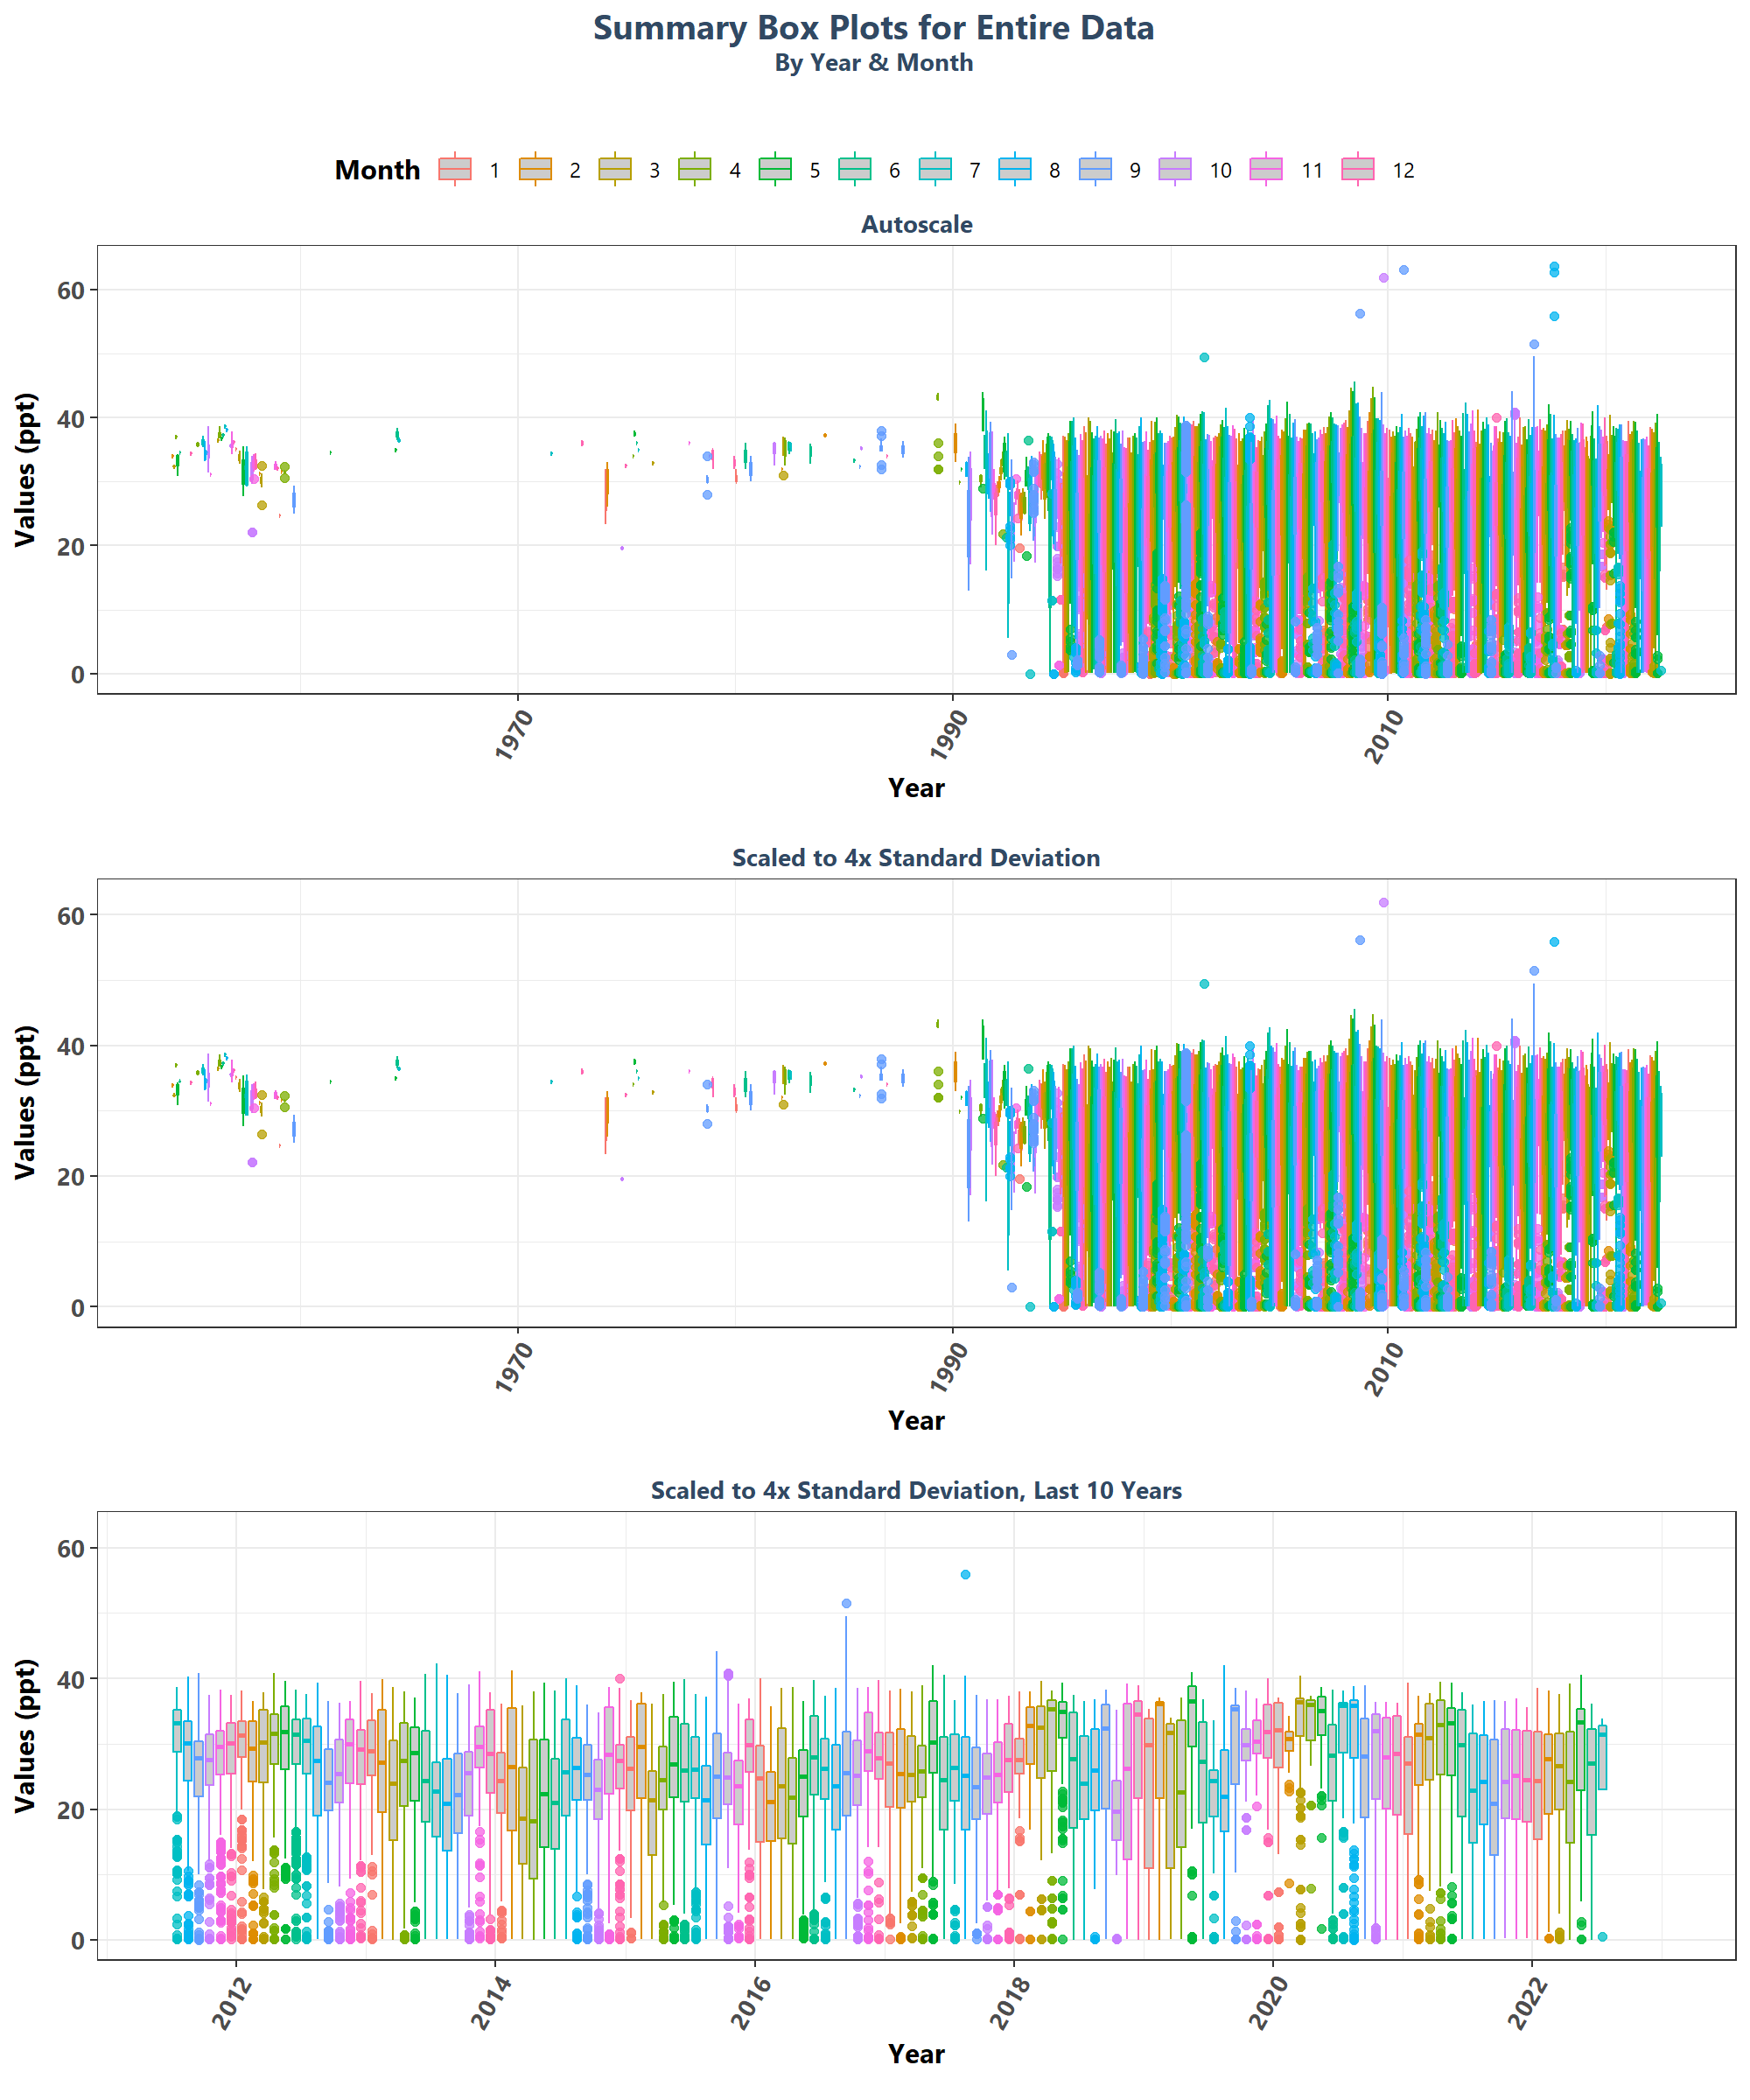 Summary Box Plots for Entire Data
By Year & Month
Month 1 2 3 4 5 6 7 8 9 10 11 12
Autoscale
Values (ppt)
60
40
20
0
1970 1990 2010
Year
Scaled to 4x Standard Deviation
Values (ppt)
60
40
20
0
1970 1990 2010
Year
Scaled to 4x Standard Deviation, Last 10 Years
Values (ppt)
60
40
20
0
2012 2014 2016 2018 2020 2022
Year